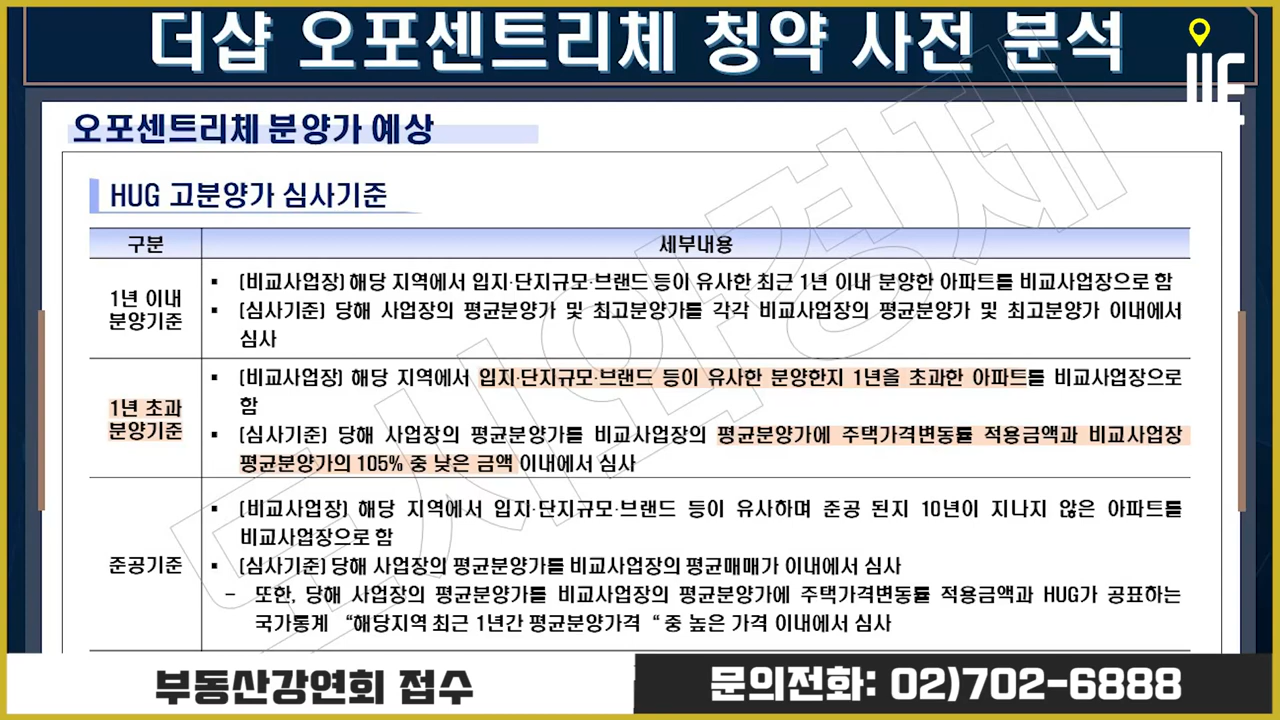 더샵 오포센트리체 청약 사전 분석
오포센트리체 분양가 예상
HUG 고분양가 심사기준
구분
세부내용
1년 이내
분양기준
▪ (비교사업장) 해당 지역에서 입지·단지규모·브랜드 등이 유사한 최근 1년 이내 분양한 아파트를 비교사업장으로 함
▪ (심사기준) 당해 사업장의 평균분양가 및 최고분양가를 각각 비교사업장의 평균분양가 및 최고분양가 이내에서
심사
1년 초과
분양기준
▪ (비교사업장) 해당 지역에서 입지·단지규모·브랜드 등이 유사한 분양한지 1년을 초과한 아파트를 비교사업장으로
함
▪ (심사기준) 당해 사업장의 평균분양가를 비교사업장의 평균분양가에 주택가격변동률 적용금액과 비교사업장
평균분양가의 105% 중 낮은 금액 이내에서 심사
준공기준
▪ (비교사업장) 해당 지역에서 입지·단지규모·브랜드 등이 유사하며 준공 된지 10년이 지나지 않은 아파트를
비교사업장으로 함
▪ (심사기준) 당해 사업장의 평균분양가를 비교사업장의 평균매매가 이내에서 심사
– 또한, 당해 사업장의 평균분양가를 비교사업장의 평균분양가에 주택가격변동률 적용금액과 HUG가 공표하는
국가통계 “해당지역 최근 1년간 평균분양가격 “ 중 높은 가격 이내에서 심사
도시와경제
부동산강연회 접수
문의전화: 02)702-6888